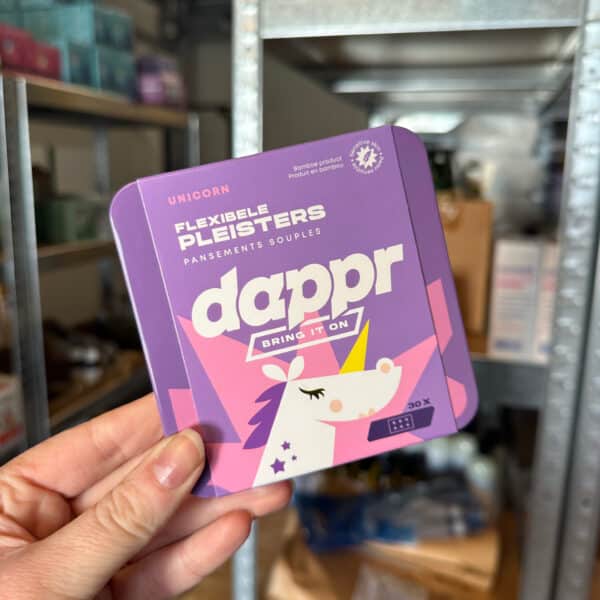 UNICORN
Bamboe product
Produit en bambou
FLEXIBELE
PLEISTERS
PANSEMENTS SOUPLES
dappr
BRING IT ON
30 X